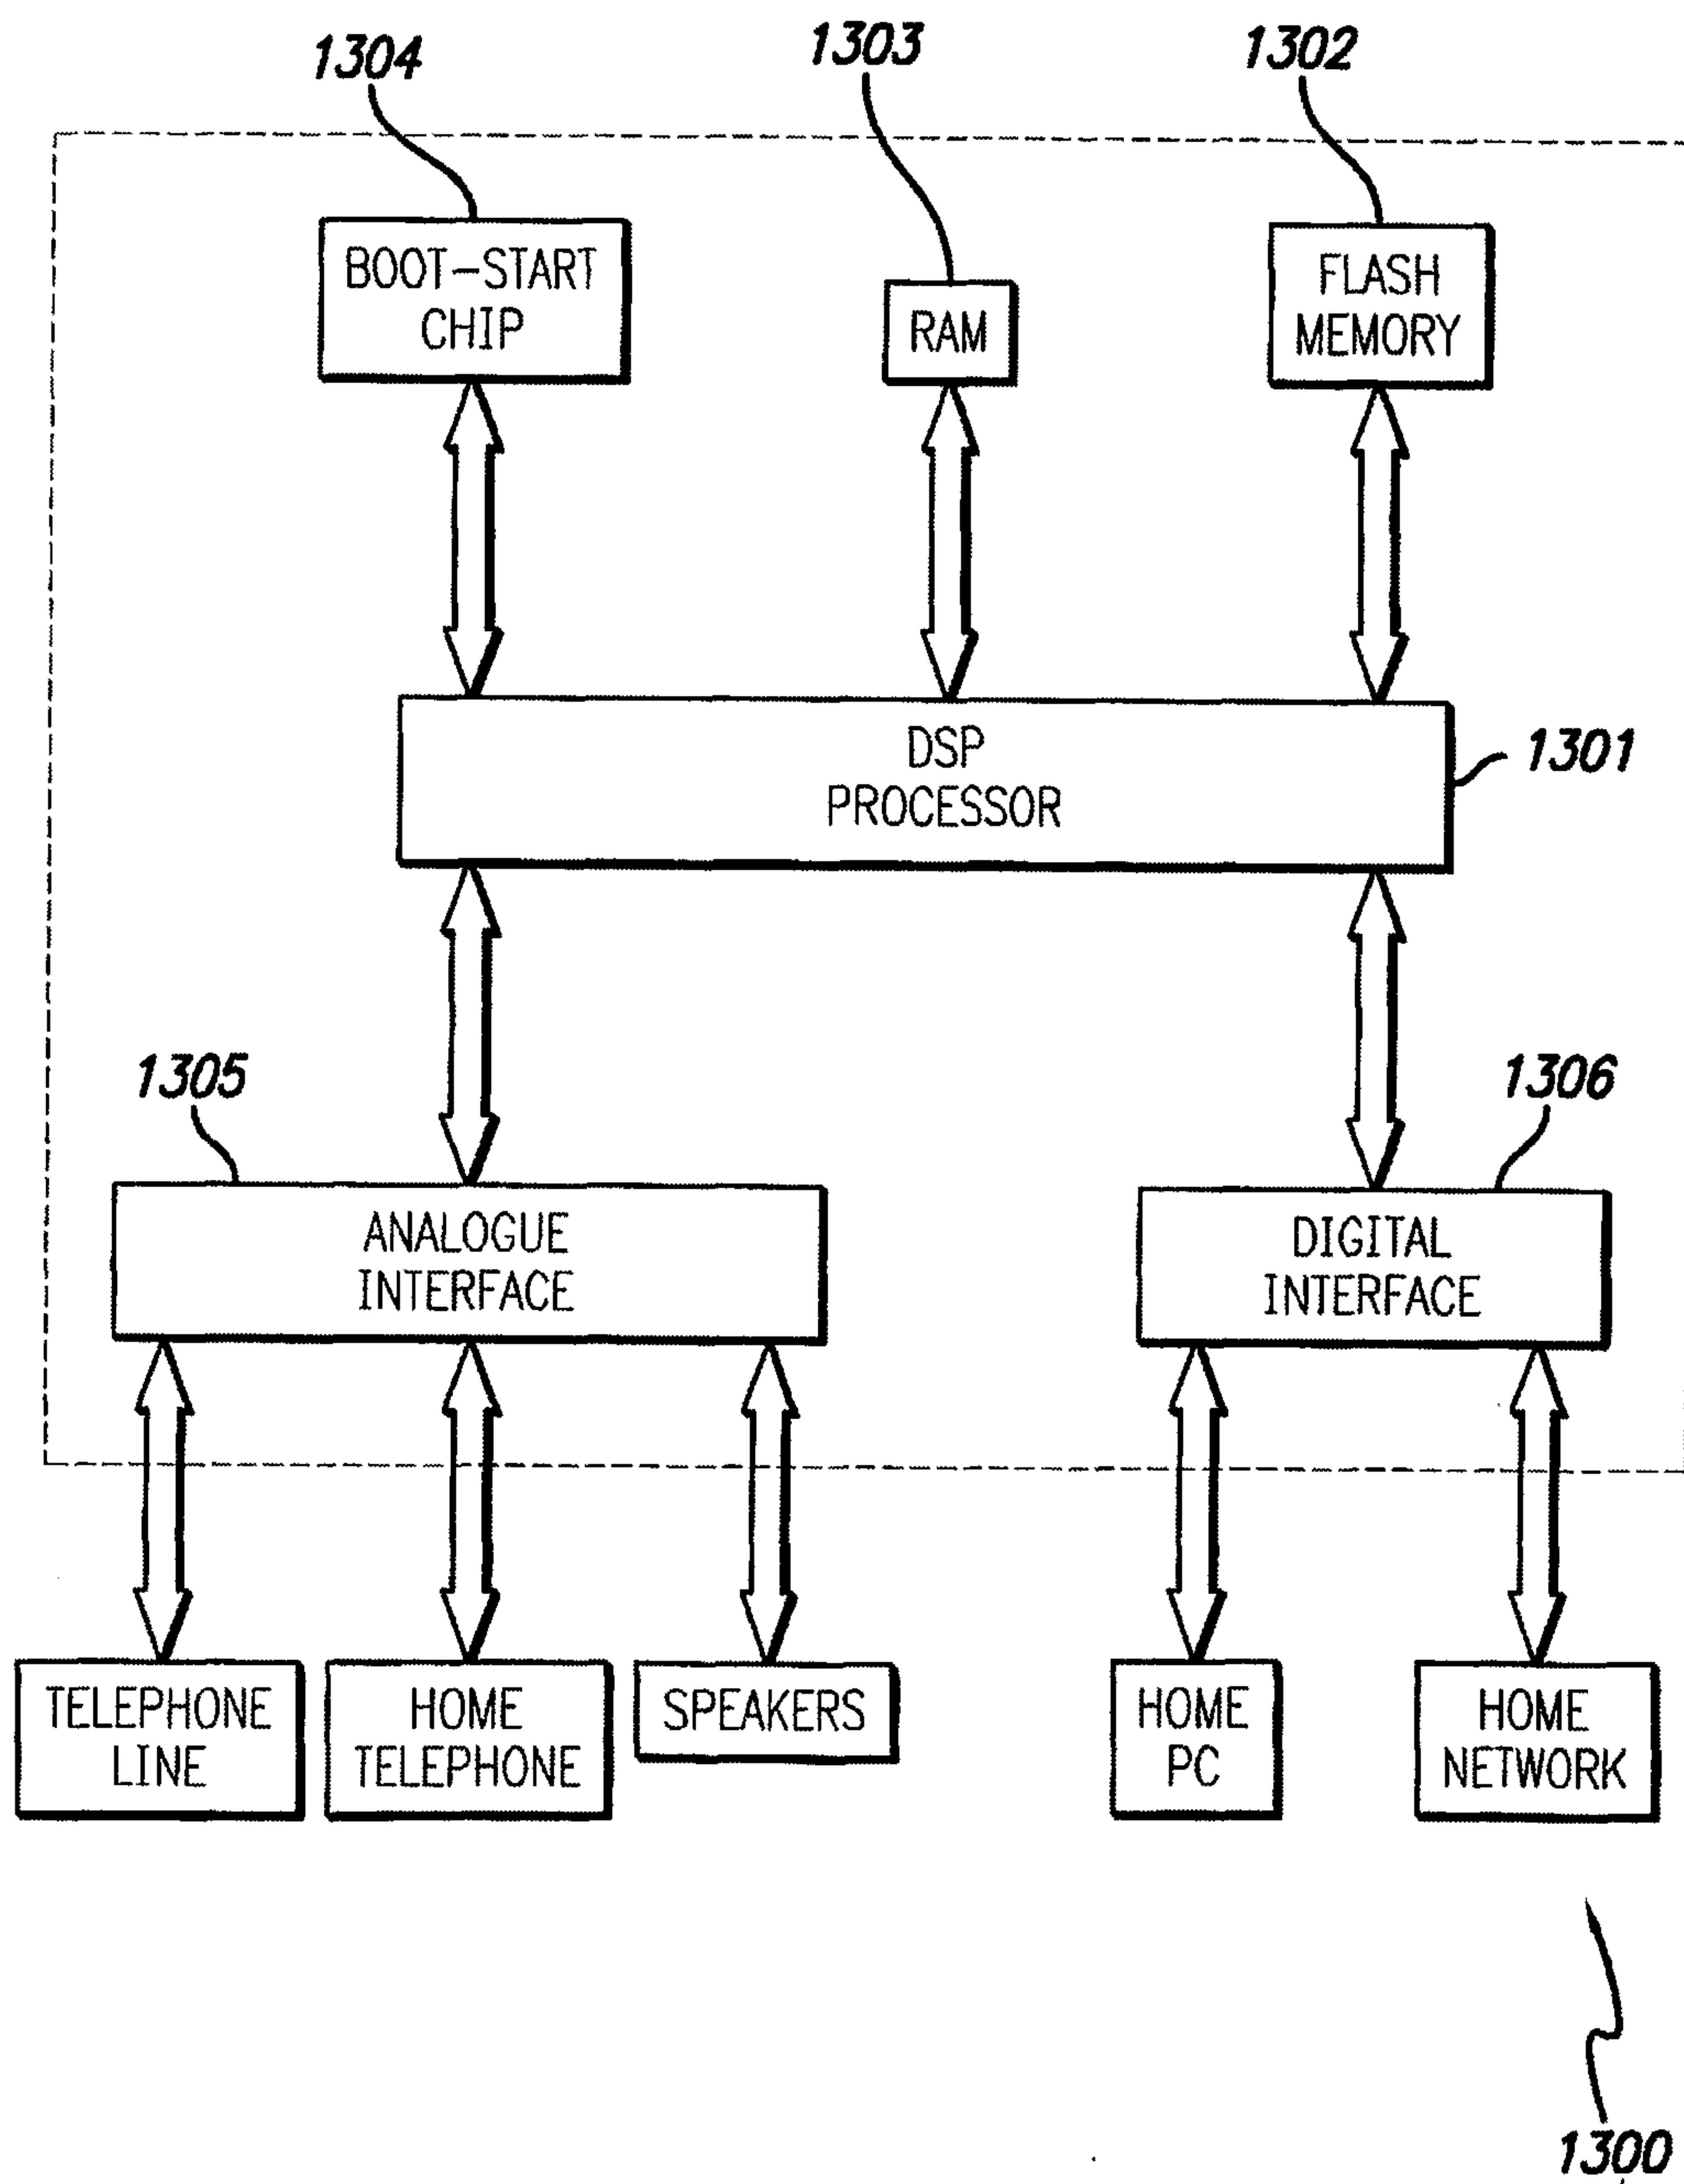 1304
1303
1302
BOOT-START
CHIP
RAM
FLASH
MEMORY
DSP
PROCESSOR
1301
1305
1306
ANALOGUE
INTERFACE
DIGITAL
INTERFACE
TELEPHONE
LINE
HOME
TELEPHONE
SPEAKERS
HOME
PC
HOME
NETWORK
1300